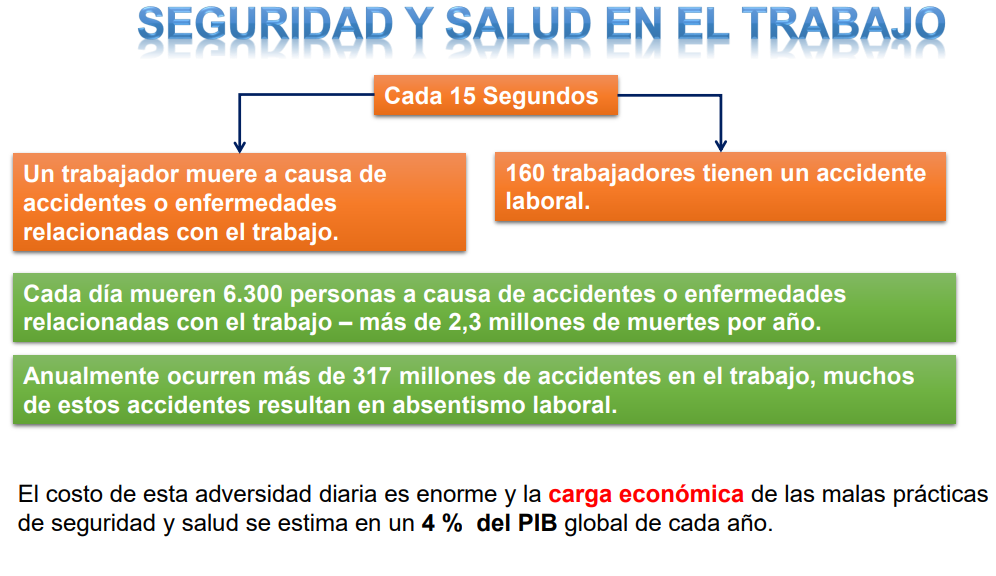 SEGURIDAD Y SALUD EN EL TRABAJO
Cada 15 Segundos
Un trabajador muere a causa de
accidentes o enfermedades
relacionadas con el trabajo.
160 trabajadores tienen un accidente
laboral.
Cada día mueren 6.300 personas a causa de accidentes o enfermedades
relacionadas con el trabajo – más de 2,3 millones de muertes por año.
Anualmente ocurren más de 317 millones de accidentes en el trabajo, muchos
de estos accidentes resultan en absentismo laboral.
El costo de esta adversidad diaria es enorme y la carga económica de las malas prácticas
de seguridad y salud se estima en un 4 % del PIB global de cada año.